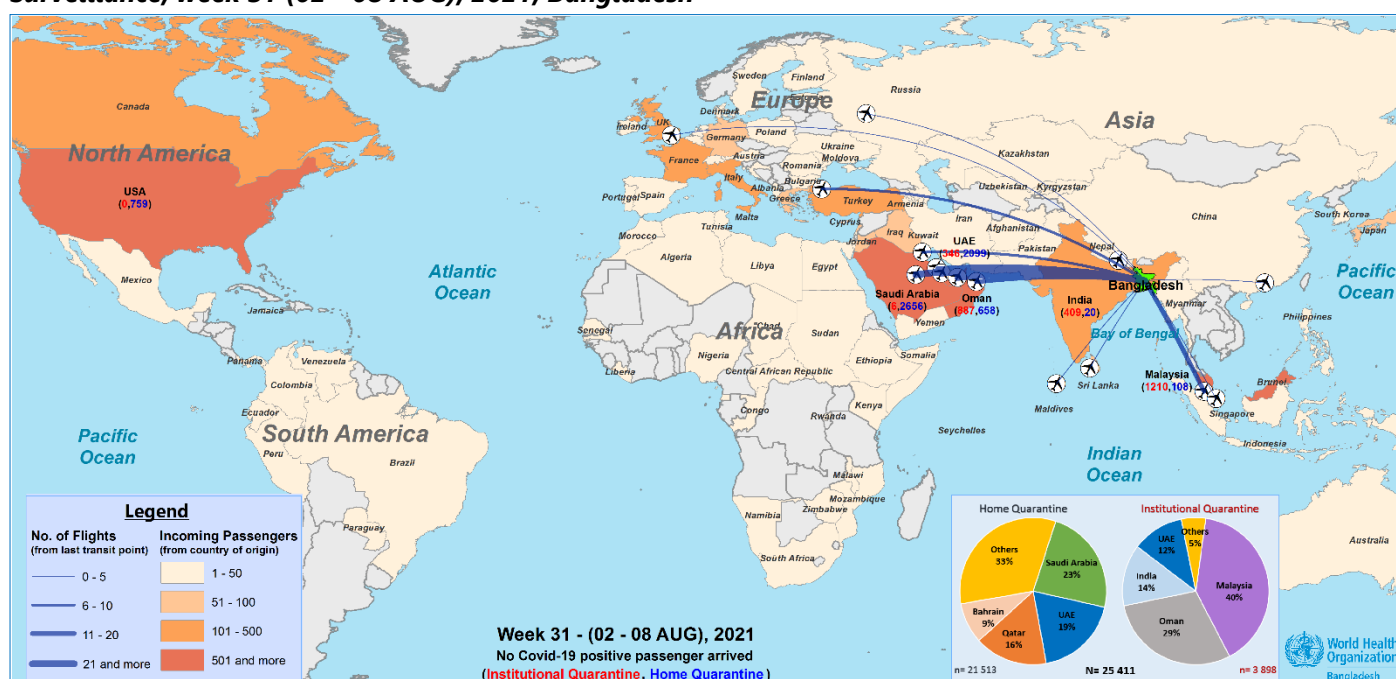 Surveillance, Week 31 (02 - 08 AUG), 2021, Bangladesh
Sweden
Finland
Russia
Canada
Europe
Denmark
Ireland
UK
Germany
Poland
Asia
North America
Ukraine
Moldova
Kazakhstan
France
Austria
Romania
USA
(0,759)
Italy
Bulgaria
Albania
Portugal
Spain
Greece
Turkey
Armenia
Uzbekistan
Kyrgyzstan
China
South Korea
Japan
Malta
Cyprus
Iran
Afghanistan
Tunisia
Morocco
Iraq
Kuwait
UAE
(548,2099)
Jordan
Pakistan
Nepal
Mexico
Algeria
Libya
Egypt
Atlantic
Ocean
Pacific
Ocean
Bangladesh
Saudi Arabia
(6,2656)
Oman
(887,658)
India
(409,20)
Myanmar
Jamaica
Senegal
Africa
Chad
Sudan
Yemen
Bay of Bengal
Philippines
Panama
Venezuela
Liberia
Nigeria
Ethiopia
Somalia
Central African Republic
Malaysia
(1210,108)
Brunei
Colombia
Sri Lanka
Maldives
Singapore
Ecuador
Congo
Rwanda
Kenya
Seychelles
Pacific
Ocean
South America
Peru
Brazil
Indonesia
Indian
Ocean
Malawi
Mozambique
Zimbabwe
Namibia
Paraguay
South Africa
Australia
Legend
No. of Flights
(from last transit point)
0 - 5
6 - 10
11 - 20
21 and more
Incoming Passengers
(from country of origin)
1 - 50
51 - 100
101 - 500
501 and more
Week 31 - (02 - 08 AUG), 2021
No Covid-19 positive passenger arrived
(Institutional Quarantine, Home Quarantine)
Home Quarantine
Others
33%
Saudi Arabia
23%
UAE
19%
Qatar
16%
Bahrain
9%
n= 21 513
Institutional Quarantine
Others
5%
UAE
12%
India
14%
Malaysia
40%
Oman
29%
N= 25 411
n= 3 898
World Health
Organization
Bangladesh